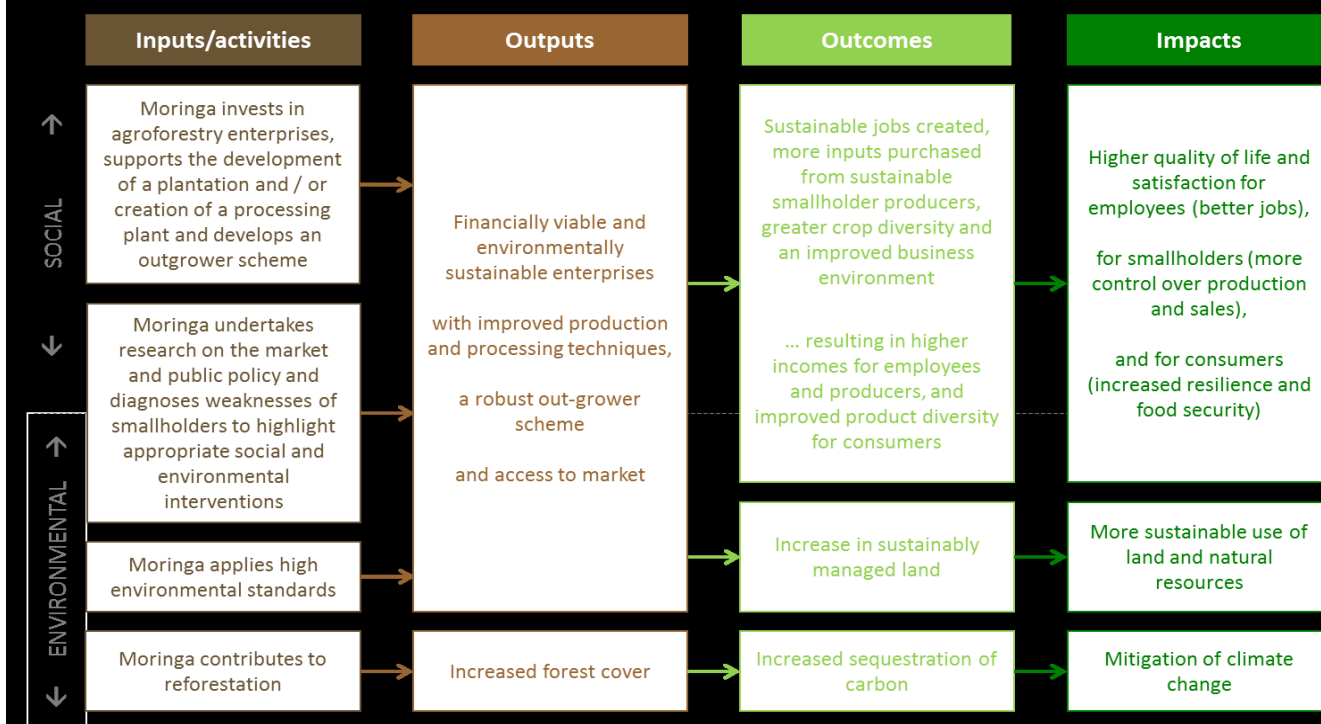 Inputs/activities
Outputs
Outcomes
Impacts
SOCIAL
ENVIRONMENTAL
Moringa invests in
agroforestry enterprises,
supports the development
of a plantation and / or
creation of a processing
plant and develops an
outgrower scheme
Moringa undertakes
research on the market
and public policy and
diagnoses weaknesses of
smallholders to highlight
appropriate social and
environmental
interventions
Moringa applies high
environmental standards
Moringa contributes to
reforestation
Financially viable and
environmentally
sustainable enterprises
with improved production
and processing techniques,
a robust out-grower
scheme
and access to market
Increased forest cover
Sustainable jobs created,
more inputs purchased
from sustainable
smallholder producers,
greater crop diversity and
an improved business
environment
... resulting in higher
incomes for employees
and producers, and
improved product diversity
for consumers
Increase in sustainably
managed land
Increased sequestration of
carbon
Higher quality of life and
satisfaction for
employees (better jobs),
for smallholders (more
control over production
and sales),
and for consumers
(increased resilience and
food security)
More sustainable use of
land and natural
resources
Mitigation of climate
change